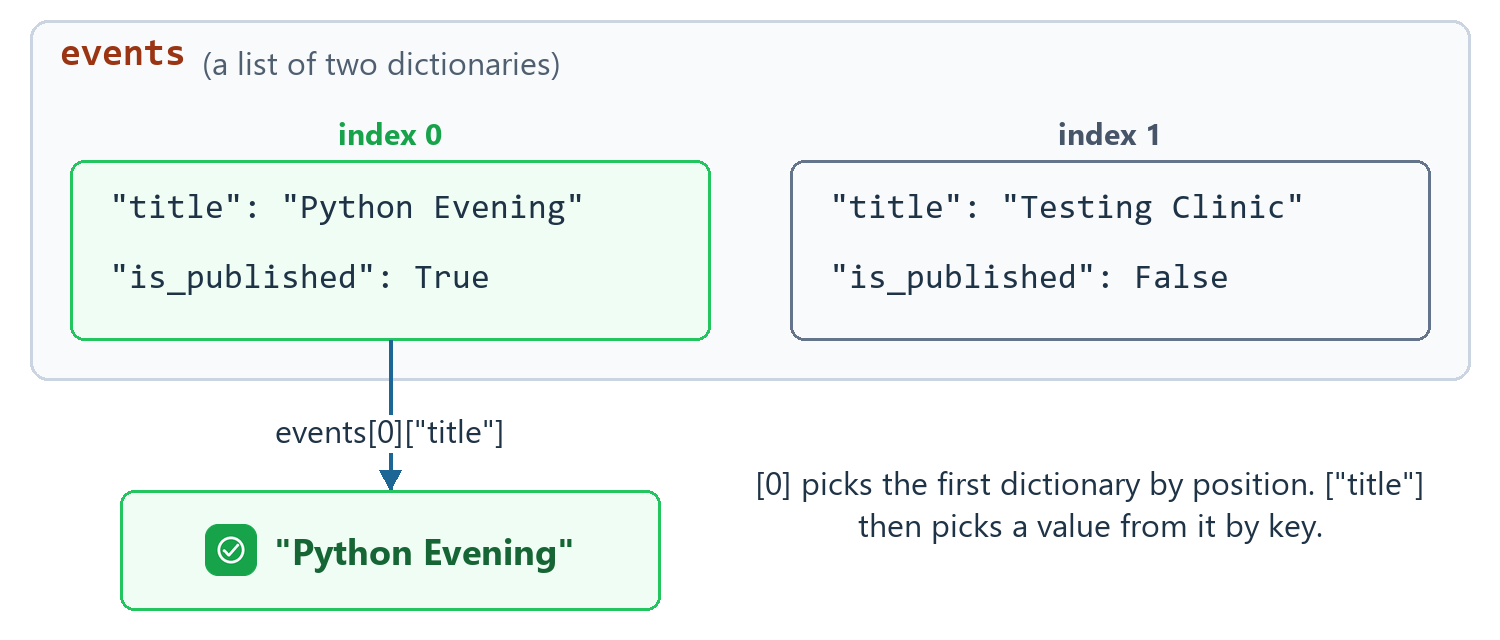 events (a list of two dictionaries)
index 0
index 1
"title": "Python Evening"
"is_published": True
"title": "Testing Clinic"
"is_published": False
events[0]["title"]
"Python Evening"
[0] picks the first dictionary by position. ["title"]
then picks a value from it by key.